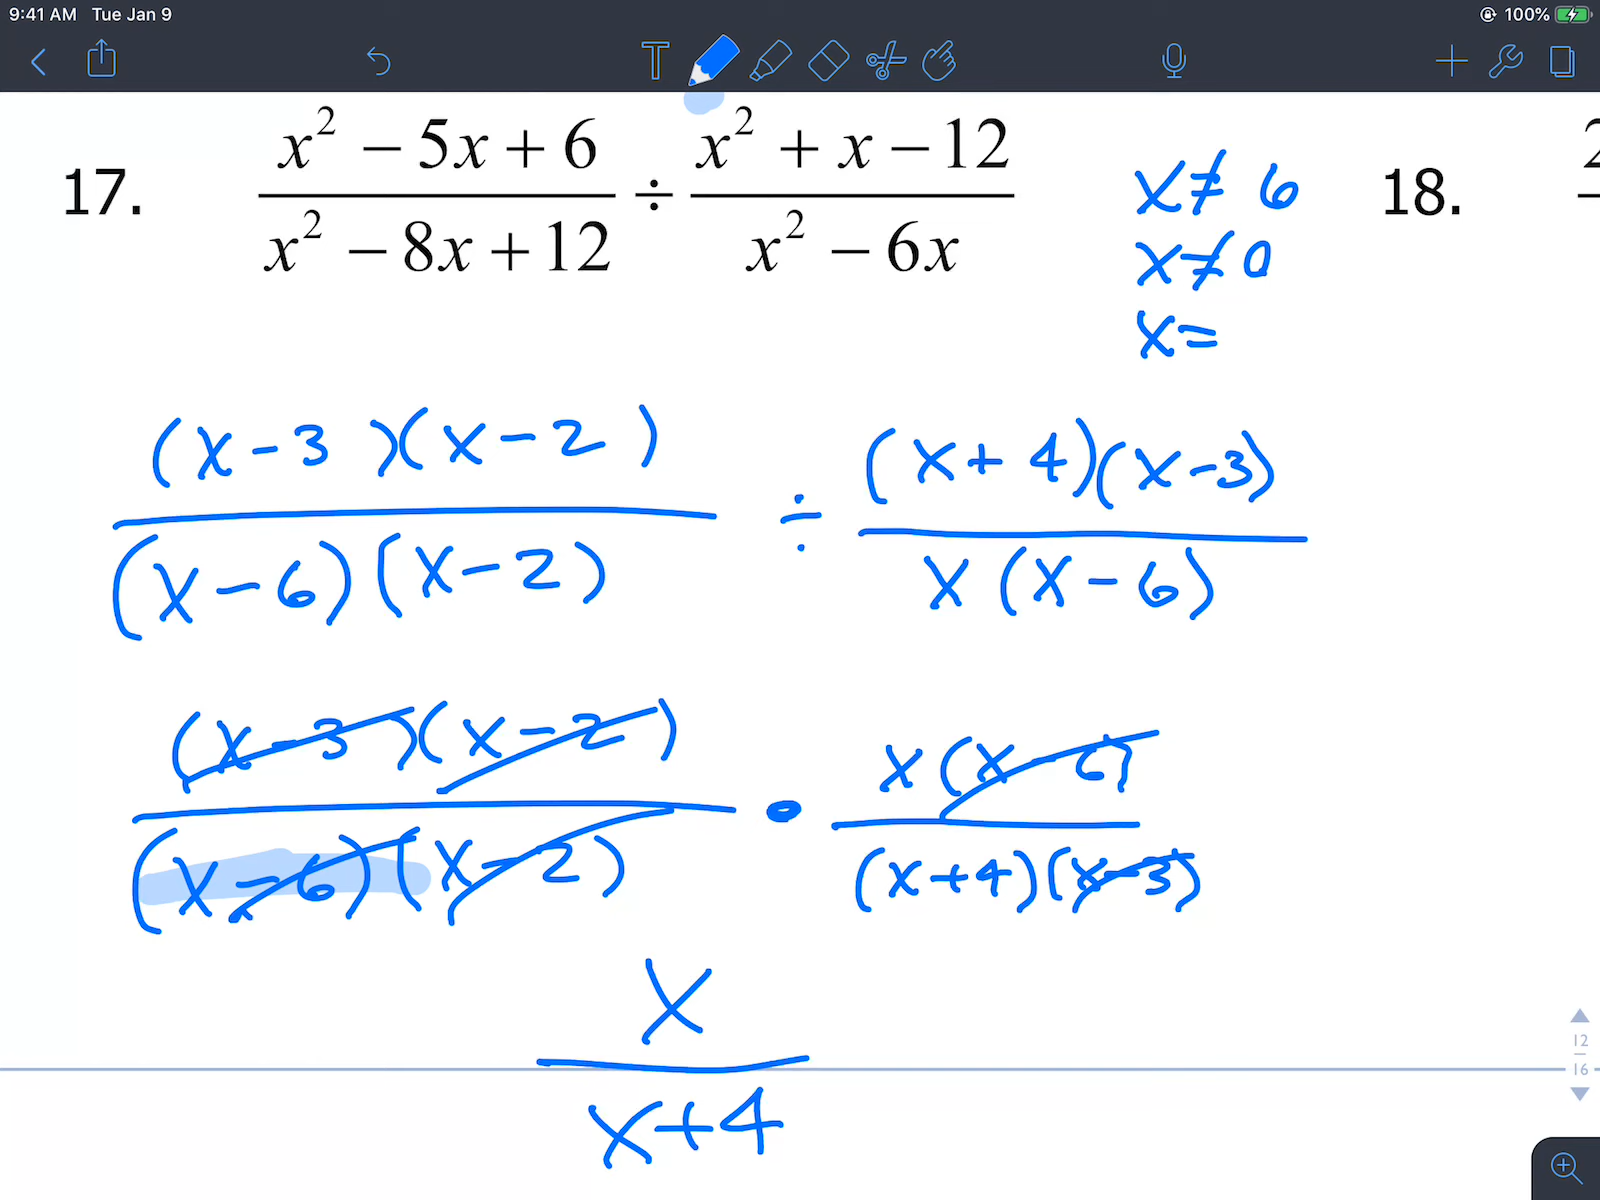 9:41 AM Tue Jan 9 100%
T
17. (x² − 5x + 6)/(x² − 8x + 12) ÷ (x² + x − 12)/(x² − 6x)
x ≠ 6
18. 2
x ≠ 0
x =
(x − 3)(x − 2) ÷ (x + 4)(x − 3)
(x − 6)(x − 2) x(x − 6)
(x − 3)(x − 2) • x(x − 6)
(x − 6)(x − 2) (x + 4)(x − 3)
x
x + 4
12
16